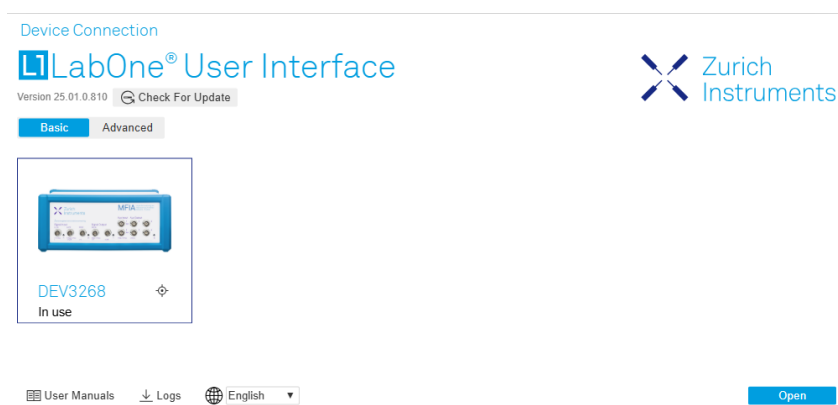 Device Connection
L1 LabOne® User Interface
Zurich Instruments
Version 25.01.0.810 Check For Update
Basic Advanced
MFIA
DEV3268
In use
User Manuals Logs English Open